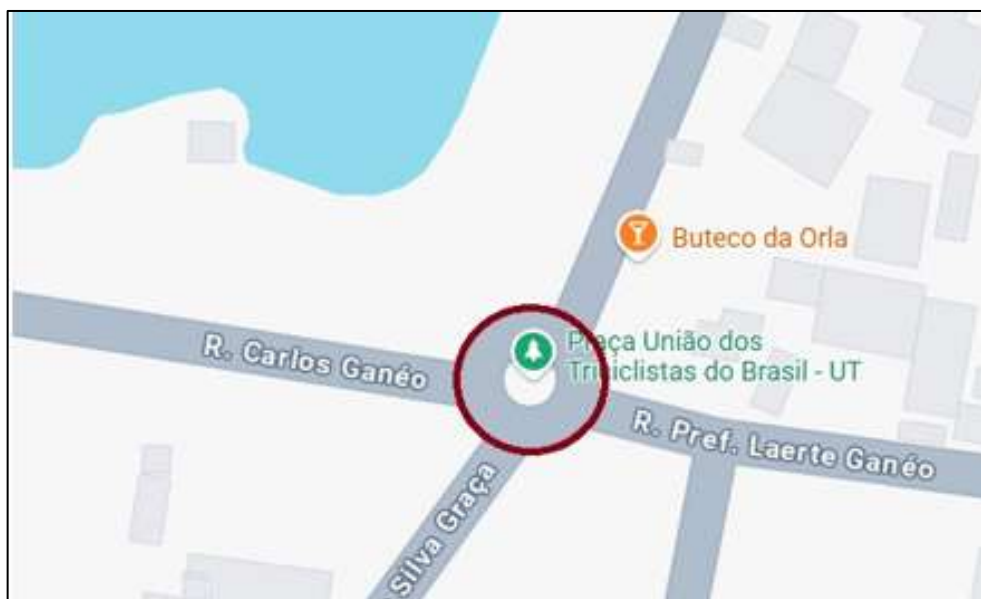 Buteco da Orla
Praça União dos
Triciclistas do Brasil - UT
R. Carlos Ganéo
R. Pref. Laerte Ganéo
Silva Graça